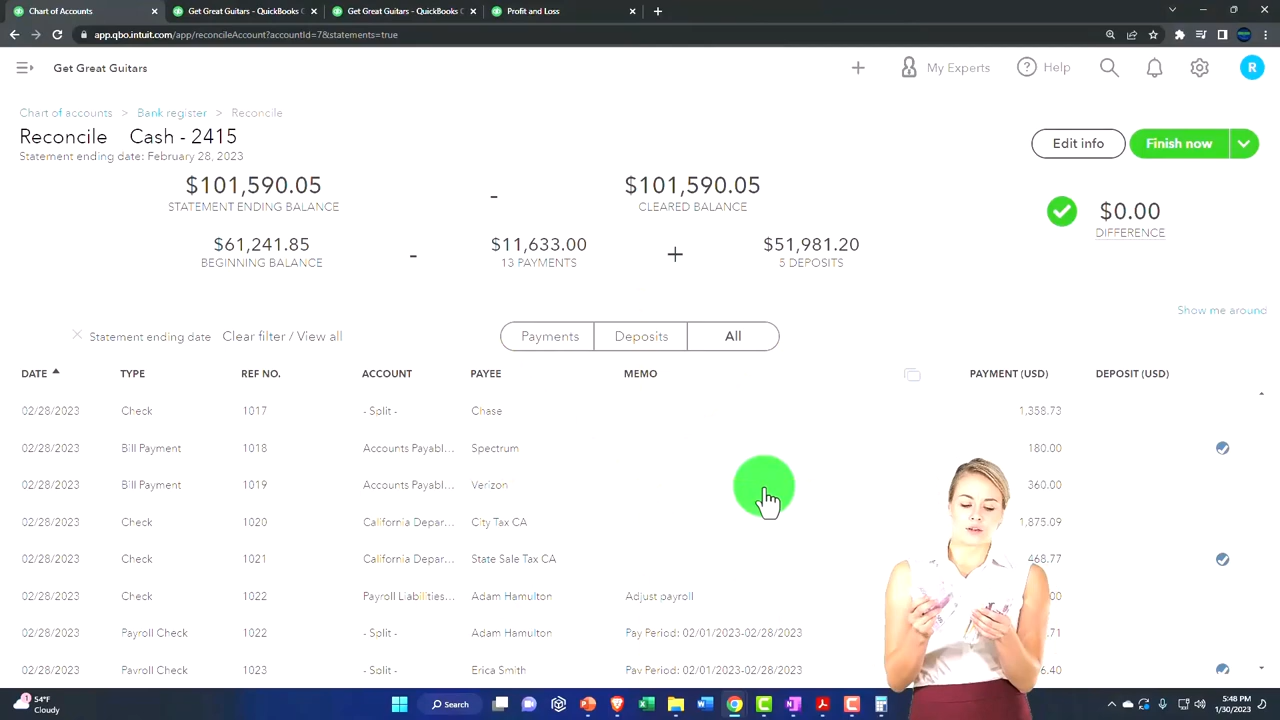 Chart of Accounts
Get Great Guitars - QuickBooks C
Get Great Guitars - QuickBooks C
Profit and Loss
app.qbo.intuit.com/app/reconcileAccount?accountId=7&statements=true
Get Great Guitars
My Experts
Help
R
Chart of accounts > Bank register > Reconcile
Reconcile Cash - 2415
Edit info
Finish now
Statement ending date: February 28, 2023
$101,590.05 - $101,590.05
STATEMENT ENDING BALANCE
CLEARED BALANCE
$0.00
DIFFERENCE
$61,241.85 - $11,633.00 + $51,981.20
BEGINNING BALANCE
13 PAYMENTS
5 DEPOSITS
Show me around
Statement ending date Clear filter / View all
Payments Deposits All
DATE TYPE REF NO. ACCOUNT PAYEE MEMO PAYMENT (USD) DEPOSIT (USD)
02/28/2023 Check 1017 - Split - Chase 1,358.73
02/28/2023 Bill Payment 1018 Accounts Payabl... Spectrum 180.00
02/28/2023 Bill Payment 1019 Accounts Payabl... Verizon 360.00
02/28/2023 Check 1020 California Depar... City Tax CA 1,875.09
02/28/2023 Check 1021 California Depar... State Sale Tax CA 468.77
02/28/2023 Check 1022 Payroll Liabilities... Adam Hamilton Adjust payroll
02/28/2023 Payroll Check 1022 - Split - Adam Hamilton Pay Period: 02/01/2023-02/28/2023
02/28/2023 Payroll Check 1023 - Split - Erica Smith Pay Period: 02/01/2023-02/28/2023
54°F
Cloudy
Search
5:48 PM
1/30/2023